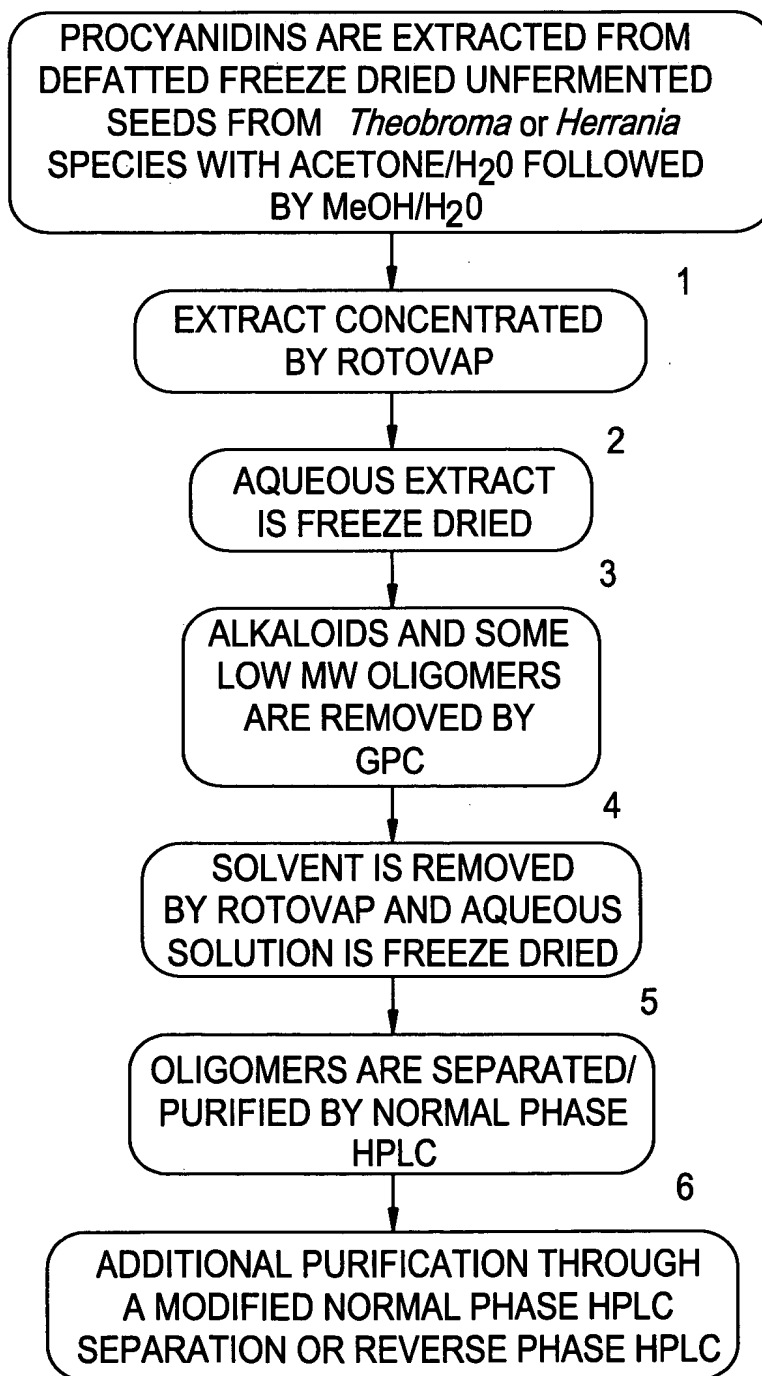 PROCYANIDINS ARE EXTRACTED FROM
DEFATTED FREEZE DRIED UNFERMENTED
SEEDS FROM Theobroma or Herrania
SPECIES WITH ACETONE/H20 FOLLOWED
BY MeOH/H20
1
EXTRACT CONCENTRATED
BY ROTOVAP
2
AQUEOUS EXTRACT
IS FREEZE DRIED
3
ALKALOIDS AND SOME
LOW MW OLIGOMERS
ARE REMOVED BY
GPC
4
SOLVENT IS REMOVED
BY ROTOVAP AND AQUEOUS
SOLUTION IS FREEZE DRIED
5
OLIGOMERS ARE SEPARATED/
PURIFIED BY NORMAL PHASE
HPLC
6
ADDITIONAL PURIFICATION THROUGH
A MODIFIED NORMAL PHASE HPLC
SEPARATION OR REVERSE PHASE HPLC